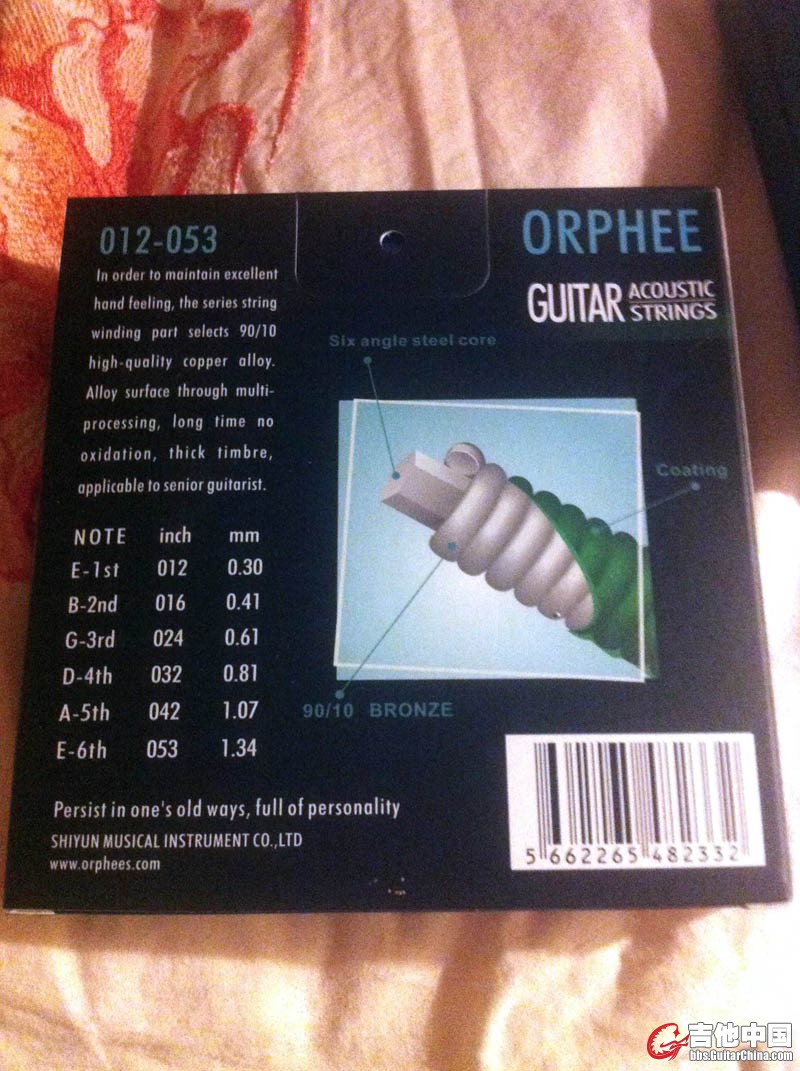 012-053
ORPHEE
GUITAR ACOUSTIC STRINGS
In order to maintain excellent
hand feeling, the series string
winding part selects 90/10
high-quality copper alloy.
Alloy surface through multi-
processing, long time no
oxidation, thick timbre,
applicable to senior guitarist.
Six angle steel core
Coating
90/10 BRONZE
NOTE inch mm
E-1st 012 0.30
B-2nd 016 0.41
G-3rd 024 0.61
D-4th 032 0.81
A-5th 042 1.07
E-6th 053 1.34
Persist in one's old ways, full of personality
SHIYUN MUSICAL INSTRUMENT CO.,LTD
www.orphees.com
5 662265 482332
吉他中国
bbs.GuitarChina.com